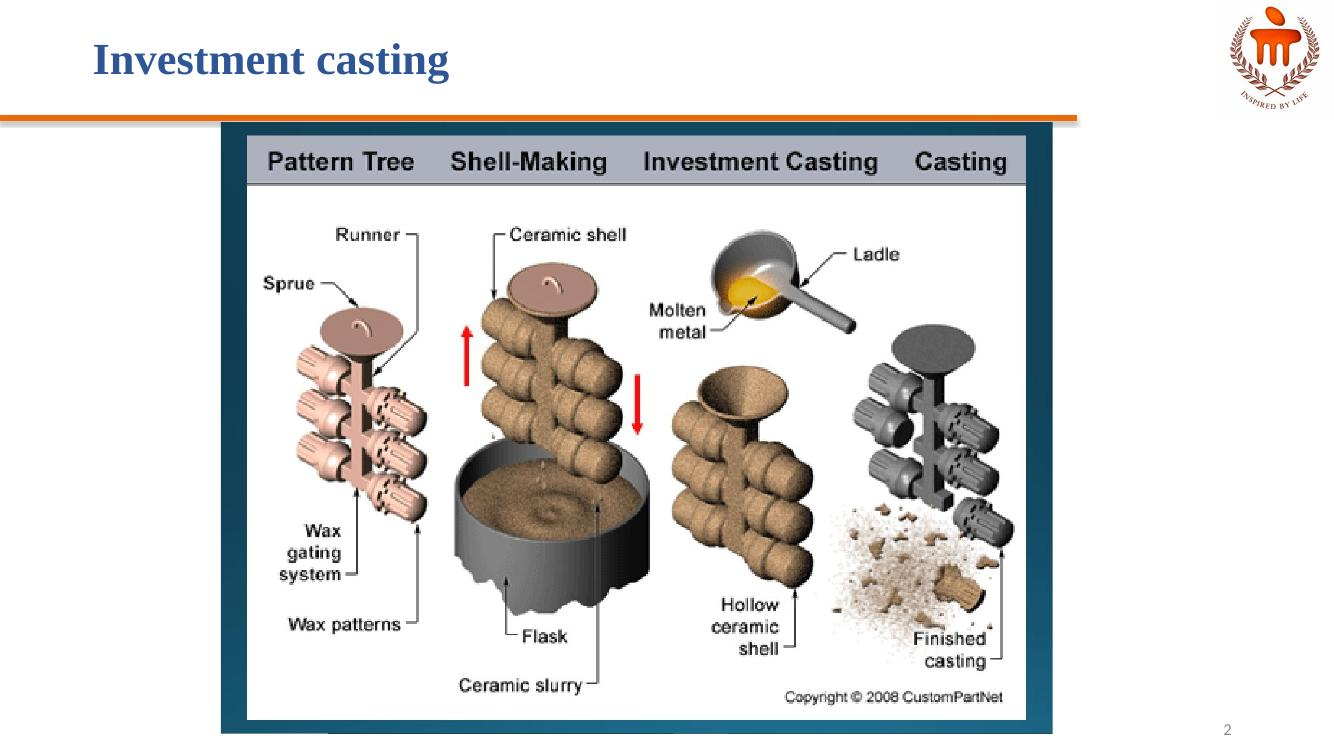 Investment casting
INSPIRED BY LIFE
Pattern Tree Shell-Making Investment Casting Casting
Runner
Sprue
Wax
gating
system
Wax patterns
Ceramic shell
Flask
Ceramic slurry
Ladle
Molten
metal
Hollow
ceramic
shell
Finished
casting
Copyright © 2008 CustomPartNet
2